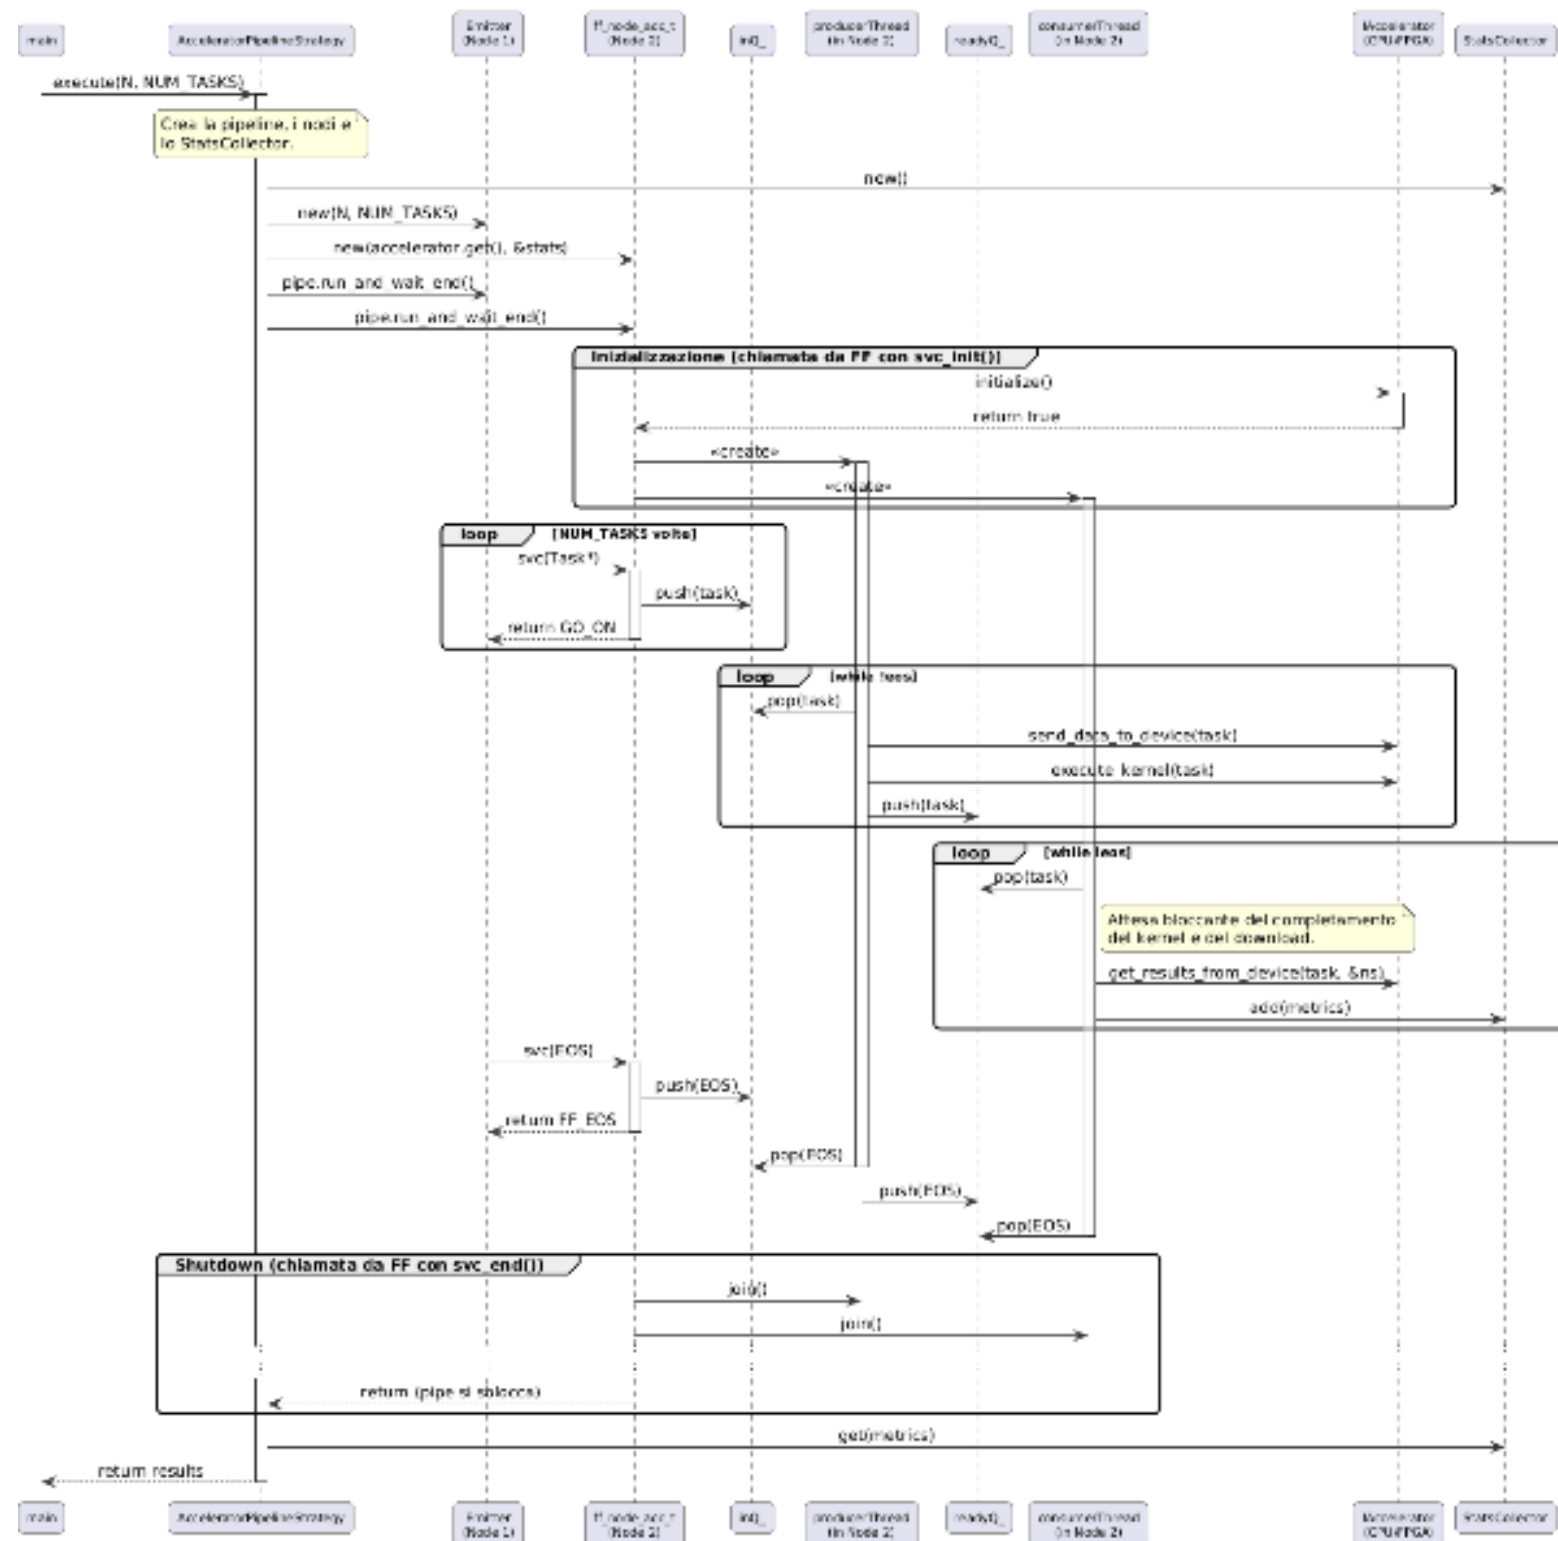 main
AcceleratorPipelineStrategy
Emitter
(Node 1)
ff_node_acc_t
(Node 2)
inQ_
producerThread
(in Node 2)
readyQ_
consumerThread
(in Node 2)
IAccelerator
(GPU/FPGA)
StatsCollector
execute(N, NUM_TASKS)
Crea la pipeline, i nodi e
lo StatsCollector.
new()
new(N, NUM_TASKS)
new(accelerator.get(), &stats)
pipe.run_and_wait_end()
pipe.run_and_wait_end()
Inizializzazione (chiamata da FF con svc_init())
initialize()
return true
«create»
«create»
loop [NUM_TASKS volte]
svc(Task*)
push(task)
return GO_ON
loop [while !eos]
pop(task)
send_data_to_device(task)
execute_kernel(task)
push(task)
loop [while !eos]
pop(task)
Attesa bloccante del completamento
del kernel e del download.
get_results_from_device(task, &ns)
add(metrics)
svc(EOS)
push(EOS)
return FF_EOS
pop(EOS)
push(EOS)
pop(EOS)
Shutdown (chiamata da FF con svc_end())
join()
join()
return (pipe si sblocca)
get(metrics)
return results
main
AcceleratorPipelineStrategy
Emitter
(Node 1)
ff_node_acc_t
(Node 2)
inQ_
producerThread
(in Node 2)
readyQ_
consumerThread
(in Node 2)
IAccelerator
(GPU/FPGA)
StatsCollector